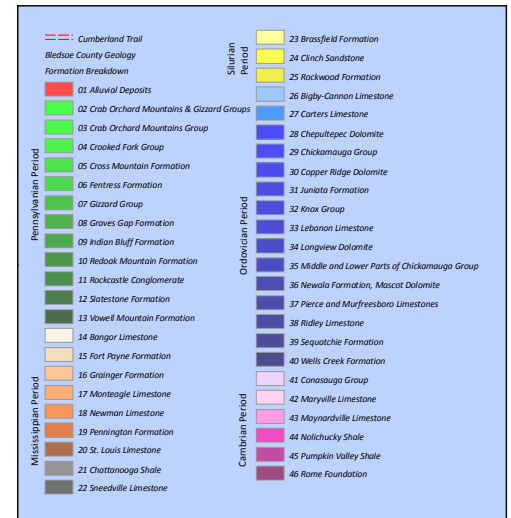 Cumberland Trail
Bledsoe County Geology
Formation Breakdown
Pennsylvanian Period
01 Alluvial Deposits
02 Crab Orchard Mountains & Gizzard Groups
03 Crab Orchard Mountains Group
04 Crooked Fork Group
05 Cross Mountain Formation
06 Fentress Formation
07 Gizzard Group
08 Graves Gap Formation
09 Indian Bluff Formation
10 Redoak Mountain Formation
11 Rockcastle Conglomerate
12 Slatestone Formation
13 Vowell Mountain Formation
Mississippian Period
14 Bangor Limestone
15 Fort Payne Formation
16 Grainger Formation
17 Monteagle Limestone
18 Newman Limestone
19 Pennington Formation
20 St. Louis Limestone
21 Chattanooga Shale
22 Sneedville Limestone
Silurian
Period
23 Brassfield Formation
24 Clinch Sandstone
25 Rockwood Formation
Ordovician Period
26 Bigby-Cannon Limestone
27 Carters Limestone
28 Chepultepec Dolomite
29 Chickamauga Group
30 Copper Ridge Dolomite
31 Juniata Formation
32 Knox Group
33 Lebanon Limestone
34 Longview Dolomite
35 Middle and Lower Parts of Chickamauga Group
36 Newala Formation, Mascot Dolomite
37 Pierce and Murfreesboro Limestones
38 Ridley Limestone
39 Sequatchie Formation
40 Wells Creek Formation
Cambrian Period
41 Conasauga Group
42 Maryville Limestone
43 Maynardville Limestone
44 Nolichucky Shale
45 Pumpkin Valley Shale
46 Rome Foundation